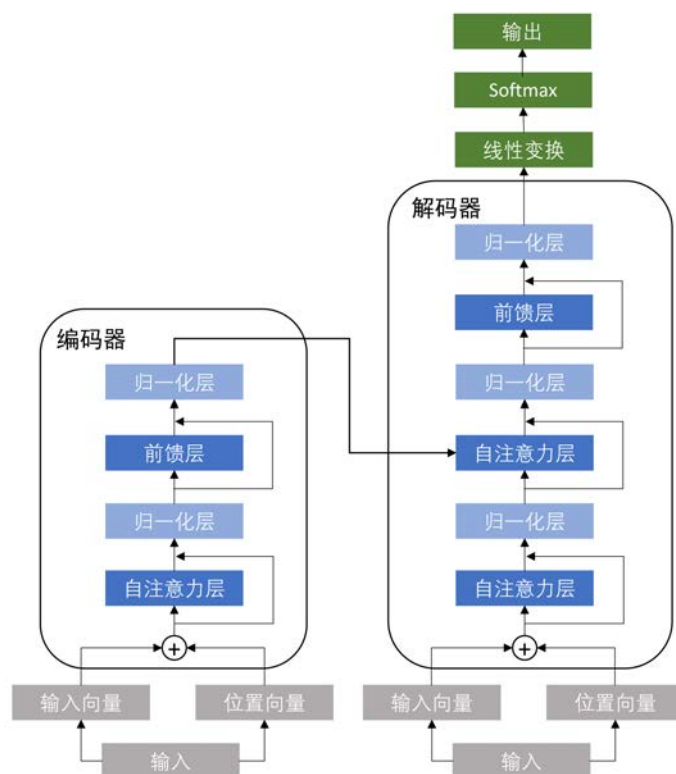 输出
Softmax
线性变换
解码器
归一化层
前馈层
归一化层
自注意力层
归一化层
自注意力层
编码器
归一化层
前馈层
归一化层
自注意力层
输入向量
位置向量
输入
输入向量
位置向量
输入